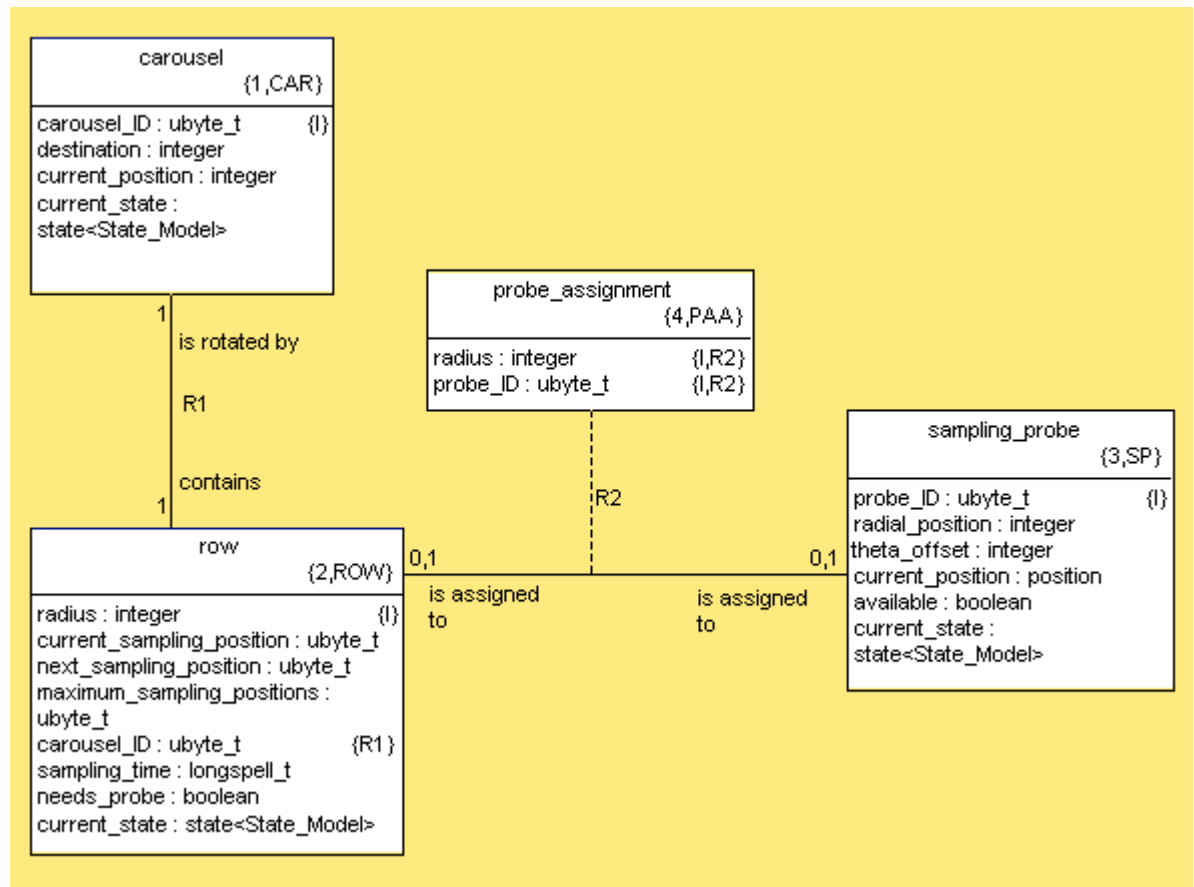 carousel
{1,CAR}
carousel_ID : ubyte_t {I}
destination : integer
current_position : integer
current_state :
state<State_Model>
1
is rotated by
R1
contains
1
probe_assignment
{4,PAA}
radius : integer {I,R2}
probe_ID : ubyte_t {I,R2}
R2
row
{2,ROW}
radius : integer {I}
current_sampling_position : ubyte_t
next_sampling_position : ubyte_t
maximum_sampling_positions :
ubyte_t
carousel_ID : ubyte_t {R1}
sampling_time : longspell_t
needs_probe : boolean
current_state : state<State_Model>
0,1
is assigned
to
0,1
is assigned
to
sampling_probe
{3,SP}
probe_ID : ubyte_t {I}
radial_position : integer
theta_offset : integer
current_position : position
available : boolean
current_state :
state<State_Model>